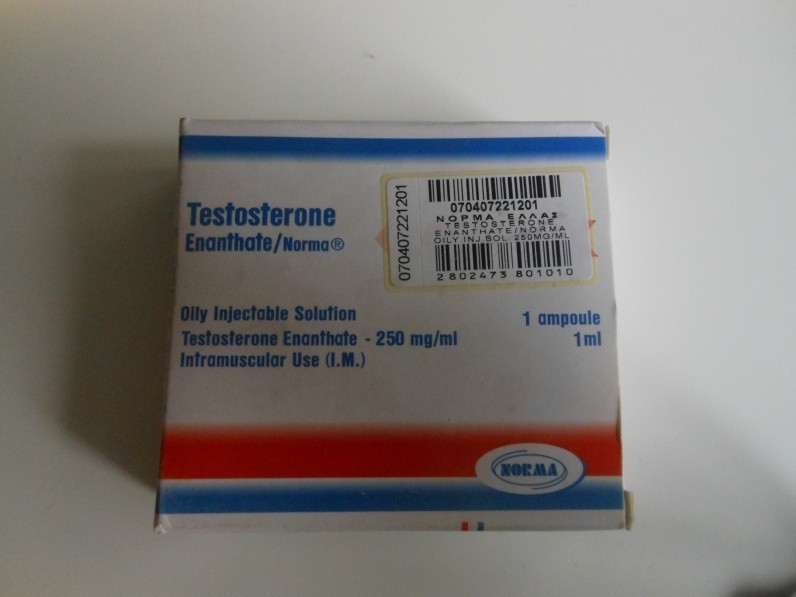 Testosterone
Enanthate/Norma®
070407221201
070407221201
ΝΟΡΜΑ ΕΛΛΑΣ
TESTOSTERONE
ENANTHATE/NORMA
OILY INJ.SOL 250MG/ML
2802473 801010
Oily Injectable Solution
Testosterone Enanthate - 250 mg/ml
Intramuscular Use (I.M.)
1 ampoule
1ml
NORMA